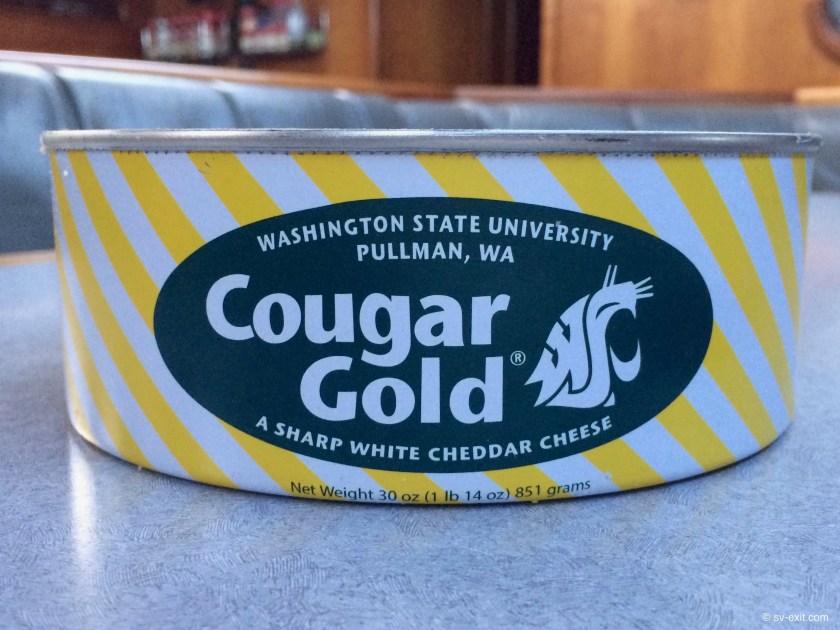 WASHINGTON STATE UNIVERSITY
PULLMAN, WA
Cougar
Gold®
A SHARP WHITE CHEDDAR CHEESE
Net Weight 30 oz (1 lb 14 oz) 851 grams
© sv-exit.com